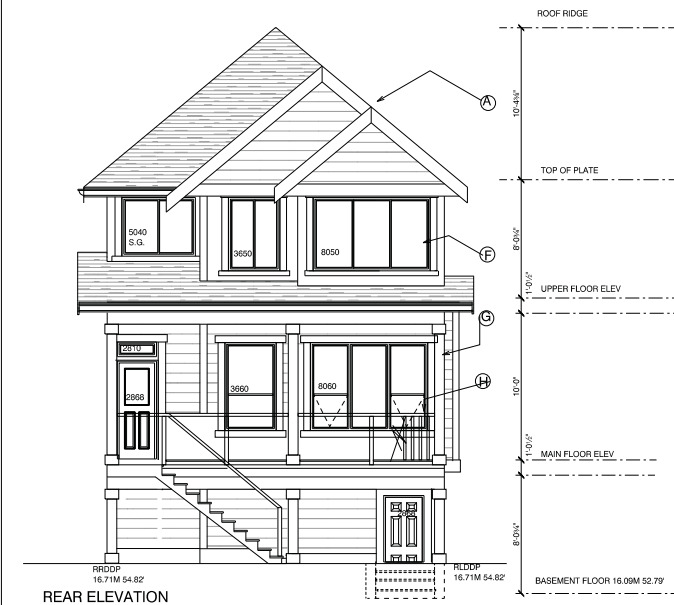 ROOF RIDGE
A
10'-4⅜"
TOP OF PLATE
5040
S.G.
3650
8050
F
8'-0¾"
1'-0½"
UPPER FLOOR ELEV
G
2810
2868
3660
8060
H
10'-0"
1'-0½"
MAIN FLOOR ELEV
8'-0¾"
RRDDP
16.71M 54.82'
RLDDP
16.71M 54.82'
BASEMENT FLOOR 16.09M 52.79'
REAR ELEVATION